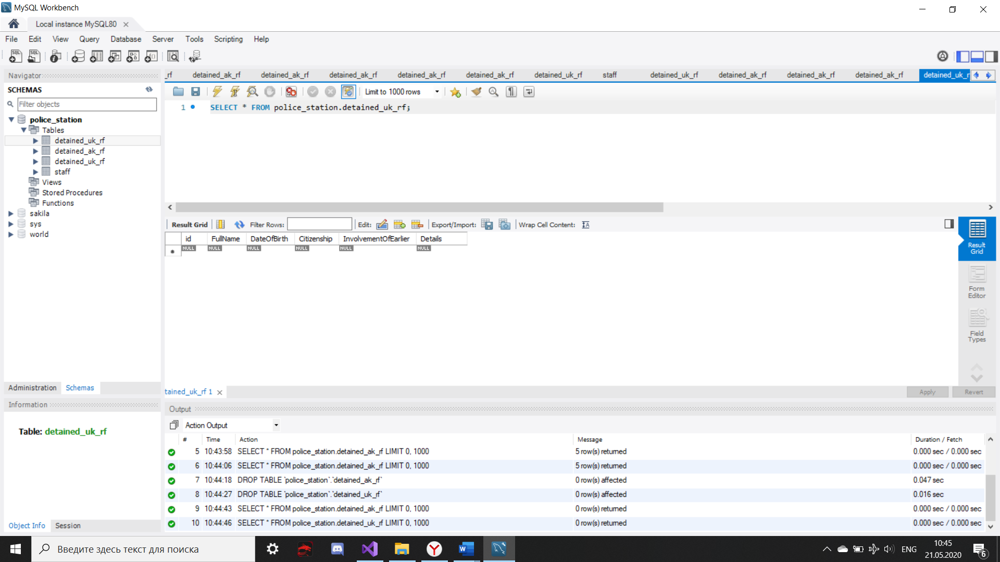 MySQL Workbench
Local instance MySQL80
File Edit View Query Database Server Tools Scripting Help
Navigator
SCHEMAS
Filter objects
police_station
Tables
detained_uk_rf
detained_ak_rf
detained_uk_rf
staff
Views
Stored Procedures
Functions
sakila
sys
world
Administration Schemas
Information
Table: detained_uk_rf
Object Info Session
_rf detained_ak_rf detained_ak_rf detained_ak_rf detained_ak_rf detained_ak_rf detained_uk_rf staff detained_uk_rf detained_ak_rf detained_ak_rf detained_ak_rf detained_uk_r
Limit to 1000 rows
1 SELECT * FROM police_station.detained_uk_rf;
Result Grid Filter Rows: Edit: Export/Import: Wrap Cell Content:
id FullName DateOfBirth Citizenship InvolvementOfEarlier Details
NULL NULL NULL NULL NULL NULL
Result
Grid
Form
Editor
Field
Types
tained_uk_rf 1
Apply Revert
Output
Action Output
# Time Action Message Duration / Fetch
5 10:43:58 SELECT * FROM police_station.detained_ak_rf LIMIT 0, 1000 5 row(s) returned 0.000 sec / 0.000 sec
6 10:44:06 SELECT * FROM police_station.detained_ak_rf LIMIT 0, 1000 5 row(s) returned 0.000 sec / 0.000 sec
7 10:44:18 DROP TABLE `police_station`.`detained_ak_rf` 0 row(s) affected 0.047 sec
8 10:44:27 DROP TABLE `police_station`.`detained_uk_rf` 0 row(s) affected 0.016 sec
9 10:44:43 SELECT * FROM police_station.detained_ak_rf LIMIT 0, 1000 0 row(s) returned 0.000 sec / 0.000 sec
10 10:44:46 SELECT * FROM police_station.detained_uk_rf LIMIT 0, 1000 0 row(s) returned 0.000 sec / 0.000 sec
Введите здесь текст для поиска
ENG
10:45
21.05.2020
6